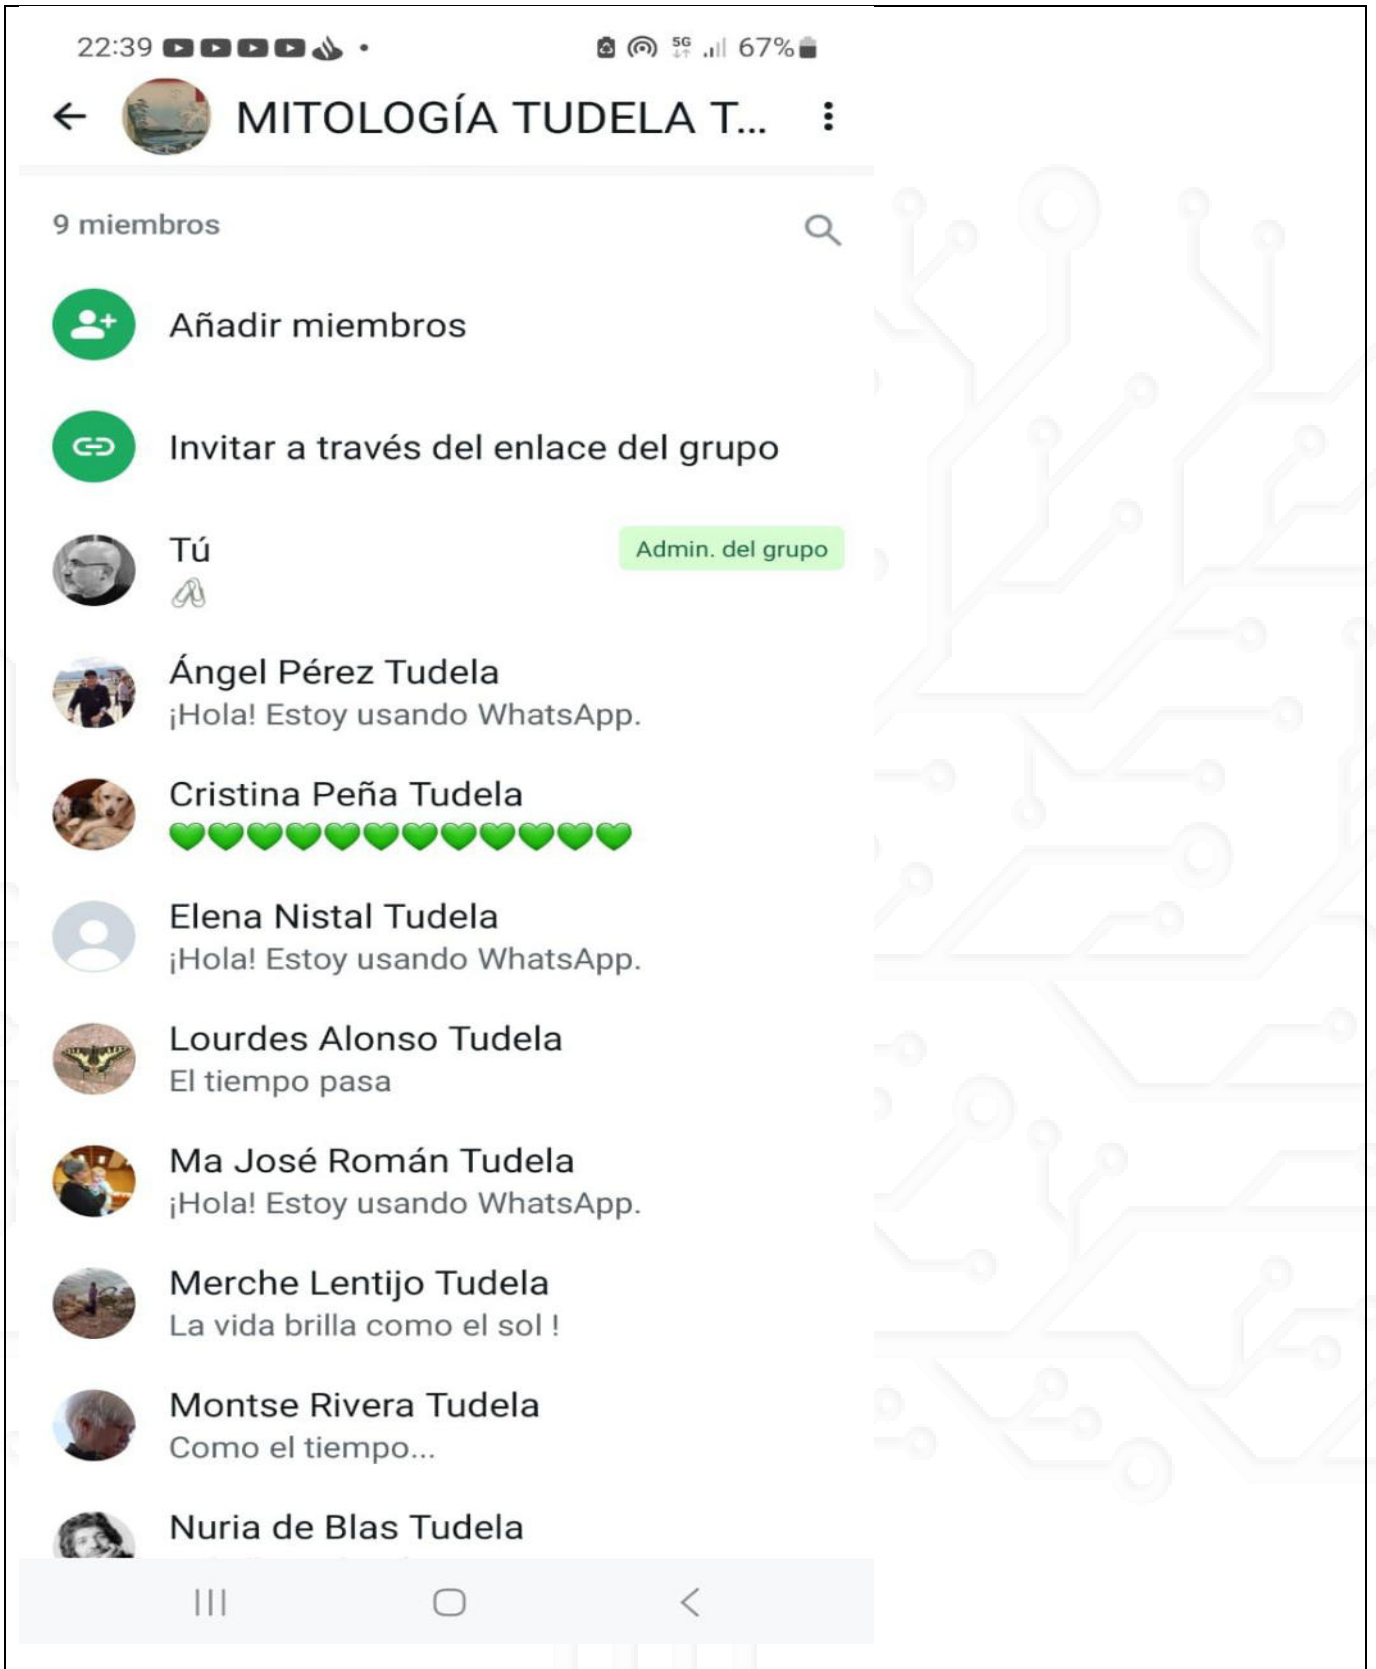 22:39
5G
67%
MITOLOGÍA TUDELA T...
9 miembros
Añadir miembros
Invitar a través del enlace del grupo
Tú
Admin. del grupo
Ángel Pérez Tudela
¡Hola! Estoy usando WhatsApp.
Cristina Peña Tudela
💚💚💚💚💚💚💚💚💚💚💚💚
Elena Nistal Tudela
¡Hola! Estoy usando WhatsApp.
Lourdes Alonso Tudela
El tiempo pasa
Ma José Román Tudela
¡Hola! Estoy usando WhatsApp.
Merche Lentijo Tudela
La vida brilla como el sol !
Montse Rivera Tudela
Como el tiempo...
Nuria de Blas Tudela